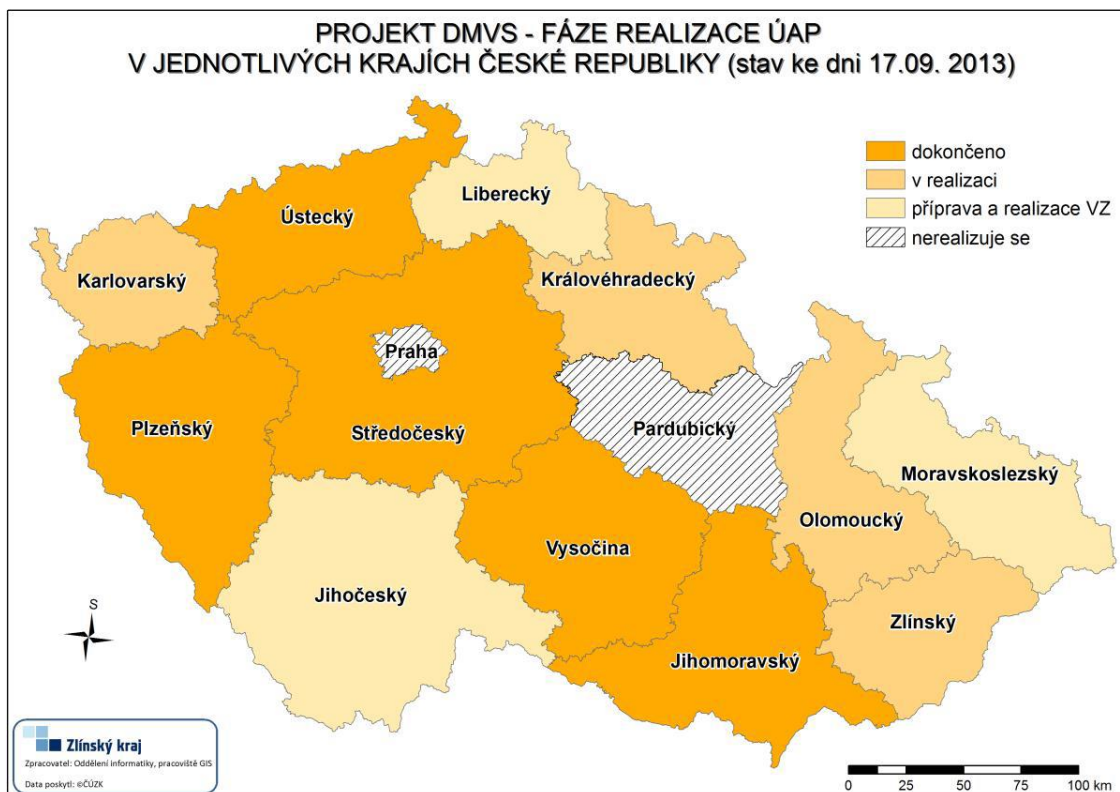 PROJEKT DMVS - FÁZE REALIZACE ÚAP
V JEDNOTLIVÝCH KRAJÍCH ČESKÉ REPUBLIKY (stav ke dni 17.09. 2013)
dokončeno
v realizaci
příprava a realizace VZ
nerealizuje se
Liberecký
Ústecký
Karlovarský
Královéhradecký
Praha
Plzeňský
Středočeský
Pardubický
Moravskoslezský
Olomoucký
Vysočina
Jihočeský
Zlínský
Jihomoravský
S
Zlínský kraj
Zpracovatel: Oddělení informatiky, pracoviště GIS
Data poskytl: ©ČÚZK
0 25 50 75 100 km